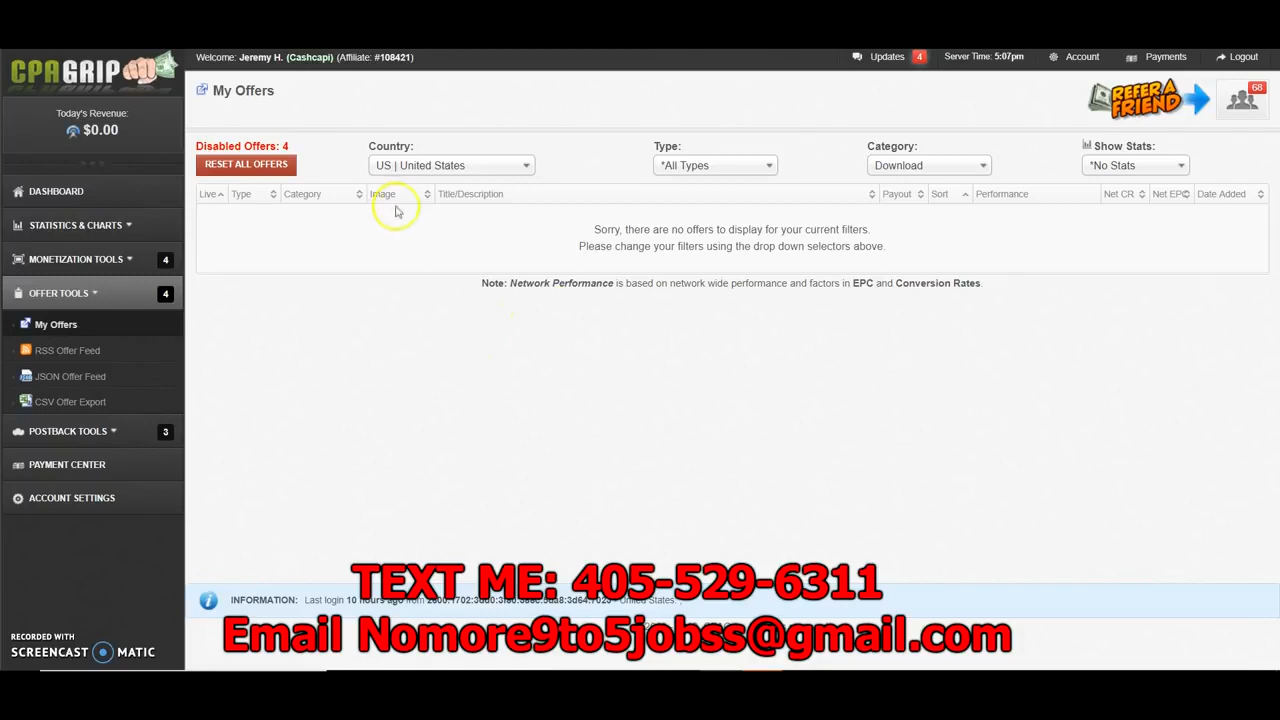 CPAGRIP
Welcome: Jeremy H. (Cashcapi) (Affiliate: #108421)
Updates 4 Server Time: 5:07pm Account Payments Logout
Today's Revenue:
$0.00
My Offers
REFER A FRIEND
68
Disabled Offers: 4
RESET ALL OFFERS
Country:
US | United States
Type:
*All Types
Category:
Download
Show Stats:
*No Stats
Live Type Category Image Title/Description Payout Sort Performance Net CR Net EPC Date Added
Sorry, there are no offers to display for your current filters.
Please change your filters using the drop down selectors above.
Note: Network Performance is based on network wide performance and factors in EPC and Conversion Rates.
DASHBOARD
STATISTICS & CHARTS
MONETIZATION TOOLS 4
OFFER TOOLS 4
My Offers
RSS Offer Feed
JSON Offer Feed
CSV Offer Export
POSTBACK TOOLS 3
PAYMENT CENTER
ACCOUNT SETTINGS
TEXT ME: 405-529-6311
INFORMATION: Last login 10 hours ago from United States.
Email Nomore9to5jobss@gmail.com
RECORDED WITH
SCREENCAST MATIC